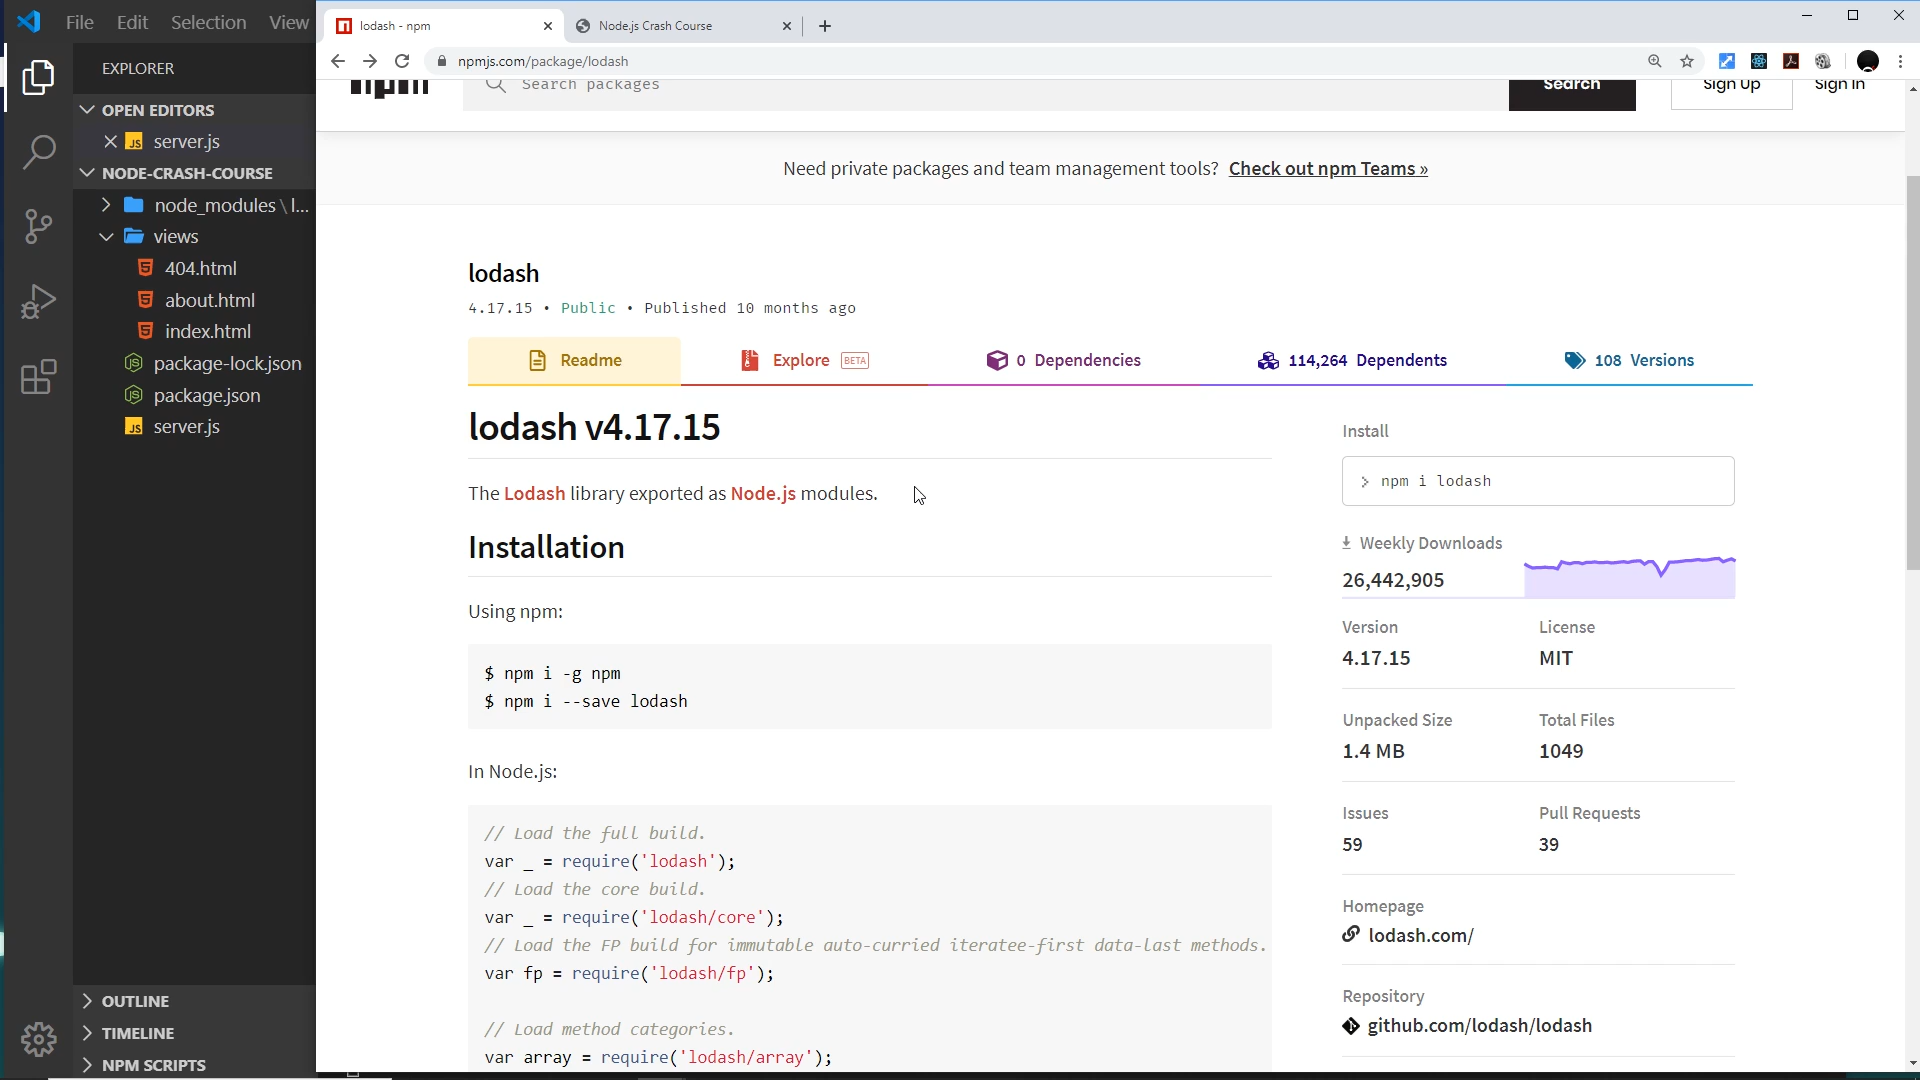 File Edit Selection View
EXPLORER
OPEN EDITORS
JS server.js
NODE-CRASH-COURSE
node_modules \ l...
views
404.html
about.html
index.html
package-lock.json
package.json
JS server.js
OUTLINE
TIMELINE
NPM SCRIPTS
lodash - npm
Node.js Crash Course
npmjs.com/package/lodash
npm
Search packages
Search
Sign Up
Sign In
Need private packages and team management tools? Check out npm Teams »
lodash
4.17.15 • Public • Published 10 months ago
Readme
Explore BETA
0 Dependencies
114,264 Dependents
108 Versions
lodash v4.17.15
The Lodash library exported as Node.js modules.
Installation
Using npm:
$ npm i -g npm
$ npm i --save lodash
In Node.js:
// Load the full build.
var _ = require('lodash');
// Load the core build.
var _ = require('lodash/core');
// Load the FP build for immutable auto-curried iteratee-first data-last methods.
var fp = require('lodash/fp');
// Load method categories.
var array = require('lodash/array');
Install
> npm i lodash
Weekly Downloads
26,442,905
Version License
4.17.15 MIT
Unpacked Size Total Files
1.4 MB 1049
Issues Pull Requests
59 39
Homepage
lodash.com/
Repository
github.com/lodash/lodash